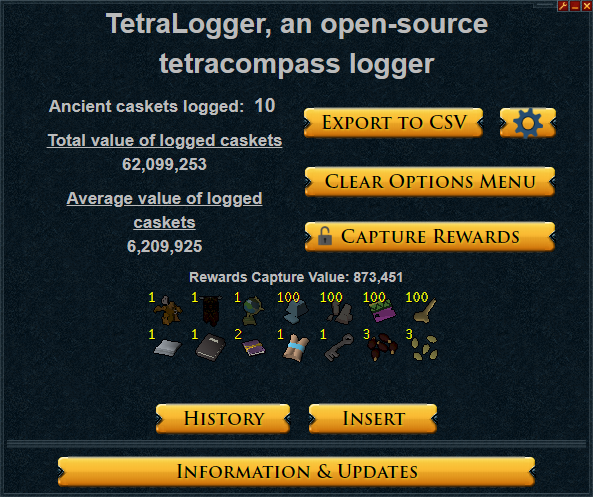 TetraLogger, an open-source
tetracompass logger
Ancient caskets logged: 10
EXPORT TO CSV
Total value of logged caskets
62,099,253
CLEAR OPTIONS MENU
Average value of logged
caskets
6,209,925
CAPTURE REWARDS
Rewards Capture Value: 873,451
1 1 1 100 100 100 100
1 1 2 1 1 3 3
HISTORY INSERT
INFORMATION & UPDATES